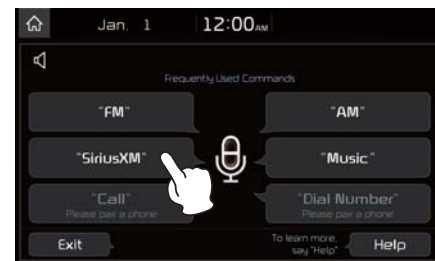 Jan. 1 12:00AM
Frequently Used Commands
"FM" "AM"
"SiriusXM" "Music"
"Call" "Dial Number"
Please pair a phone Please pair a phone
To learn more,
Exit say "Help" Help